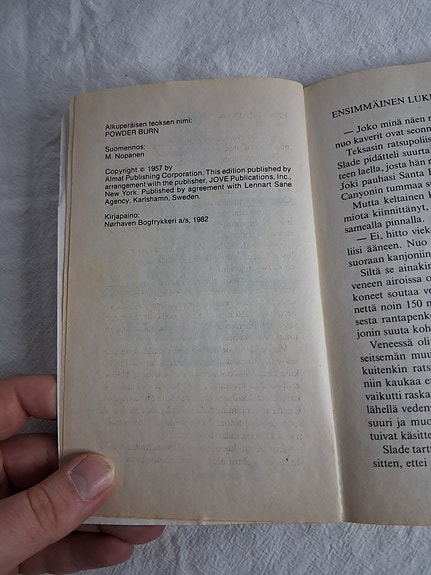 Alkuperäisen teoksen nimi:
POWDER BURN
Suomennos:
M. Nopanen
Copyright © 1957 by
Almat Publishing Corporation. This edition published by
arrangement with the publisher, JOVE Publications, Inc.,
New York. Published by agreement with Lennart Sane
Agency, Karlshamn, Sweden.
Kirjapaino:
Nørhaven Bogtrykkeri a/s, 1982
ENSIMMÄINEN
— Joko minä näen
nuo kaverit ovat seonn
Teksasin ratsupolii
Slade pidätteli suurta
teen laella, josta hän
Joki pauhasi Santa
Canyonin tummaa
Mutta keltainen
miota kiinnittänyt,
samealla pinnalla.
— Ei, hitto viek
liisi ääneen. Nuo
suoraan kanjonin
Siltä se ainakin
veneen airoissa
koneet soutaa
nettä noin 150
sesta rantapenk
jonin suuta koh
Veneessä oli
seitsemän muu
kuitenkin rats
niin kaukaa
vaikutti raska
lähellä veden
suuri ja muo
tuivat käsitte
Slade tart
sitten, ettei